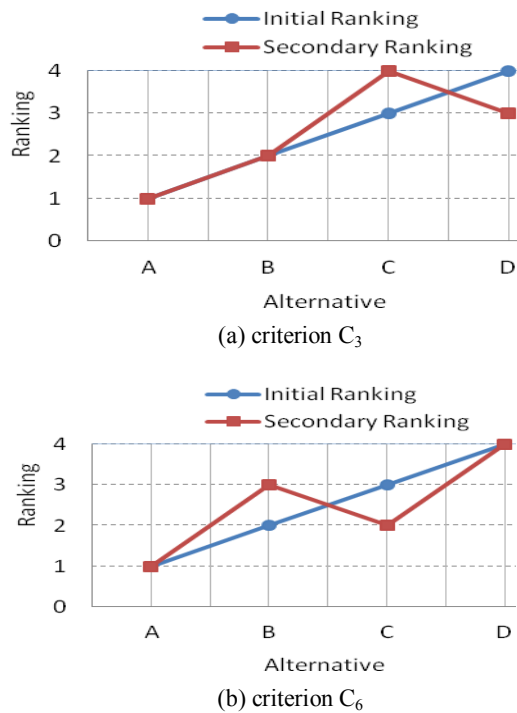 Initial Ranking
Secondary Ranking
4
3
2
1
0
Ranking
A B C D
Alternative
(a) criterion C₃
Initial Ranking
Secondary Ranking
4
3
2
1
0
Ranking
A B C D
Alternative
(b) criterion C₆